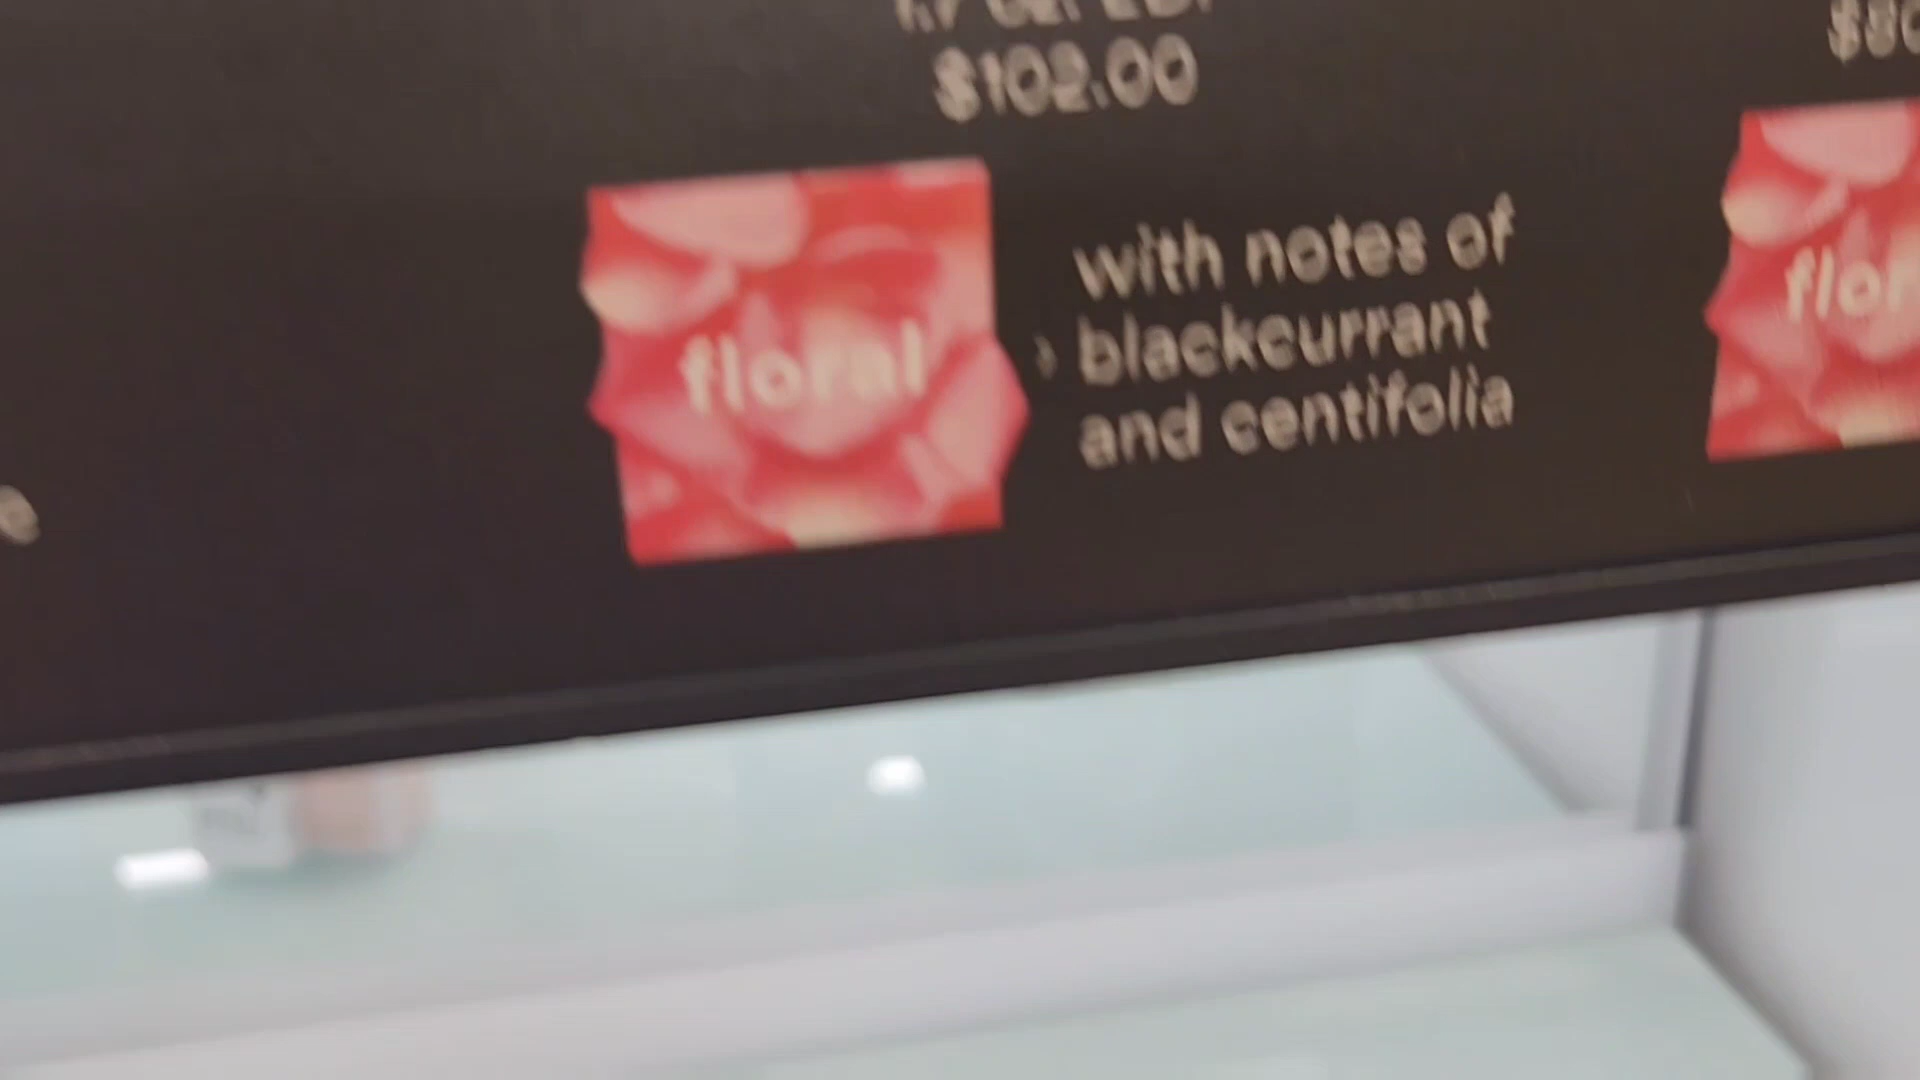 $102.00
floral
with notes of
blackcurrant
and centifolia